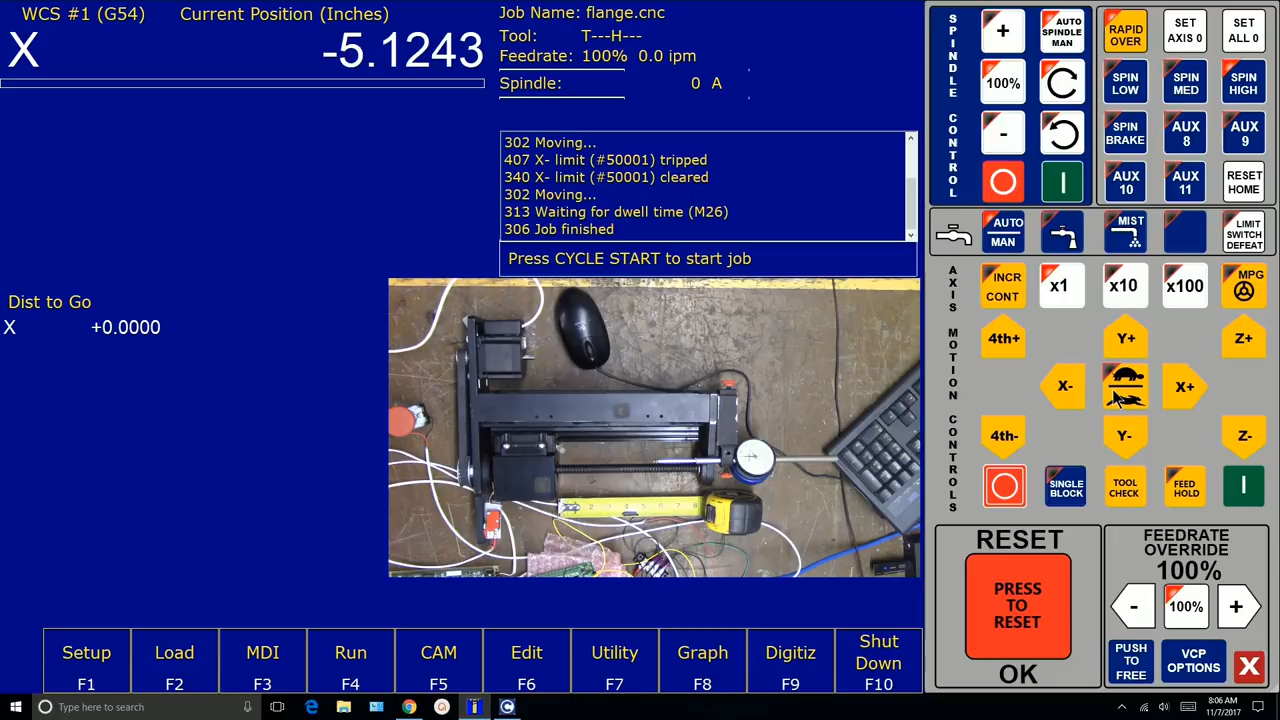 WCS #1 (G54) Current Position (Inches)
X -5.1243
Job Name: flange.cnc
Tool: T---H---
Feedrate: 100% 0.0 ipm
Spindle: 0 A
302 Moving...
407 X- limit (#50001) tripped
340 X- limit (#50001) cleared
302 Moving...
313 Waiting for dwell time (M26)
306 Job finished
Press CYCLE START to start job
Dist to Go
X +0.0000
Setup
F1
Load
F2
MDI
F3
Run
F4
CAM
F5
Edit
F6
Utility
F7
Graph
F8
Digitiz
F9
Shut
Down
F10
SPINDLE CONTROL
+
AUTO
SPINDLE
MAN
100%
-
RAPID
OVER
SET
AXIS 0
SET
ALL 0
SPIN
LOW
SPIN
MED
SPIN
HIGH
SPIN
BRAKE
AUX
8
AUX
9
AUX
10
AUX
11
RESET
HOME
AUTO
MAN
MIST
LIMIT
SWITCH
DEFEAT
AXIS MOTION CONTROLS
INCR
CONT
x1
x10
x100
MPG
4th+
Y+
Z+
X-
X+
4th-
Y-
Z-
SINGLE
BLOCK
TOOL
CHECK
FEED
HOLD
RESET
PRESS
TO
RESET
OK
FEEDRATE
OVERRIDE
100%
-
100%
+
PUSH
TO
FREE
VCP
OPTIONS
X
Type here to search
8:06 AM
11/7/2017